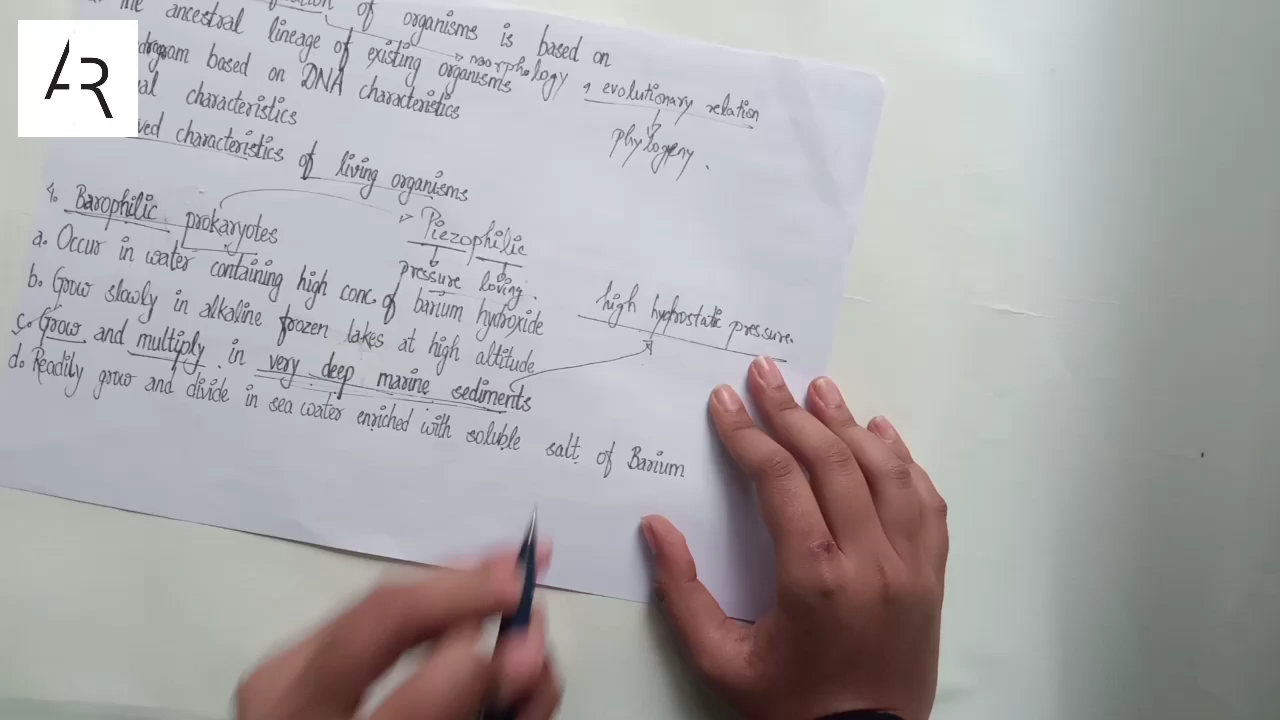 AR
of organisms is based on
The ancestral lineage of existing organisms
morphology & evolutionary relation
based on DNA characteristics
phylogeny.
characteristics
characteristics of living organisms
4. Barophilic prokaryotes
Piezophilic
pressure loving.
a. Occur in water containing high conc. of barium hydroxide
b. Grow slowly in alkaline frozen lakes at high altitude
high hydrostatic pressure.
c. Grow and multiply in very deep marine sediments
d. Readily grow and divide in sea water enriched with soluble salt of Barium